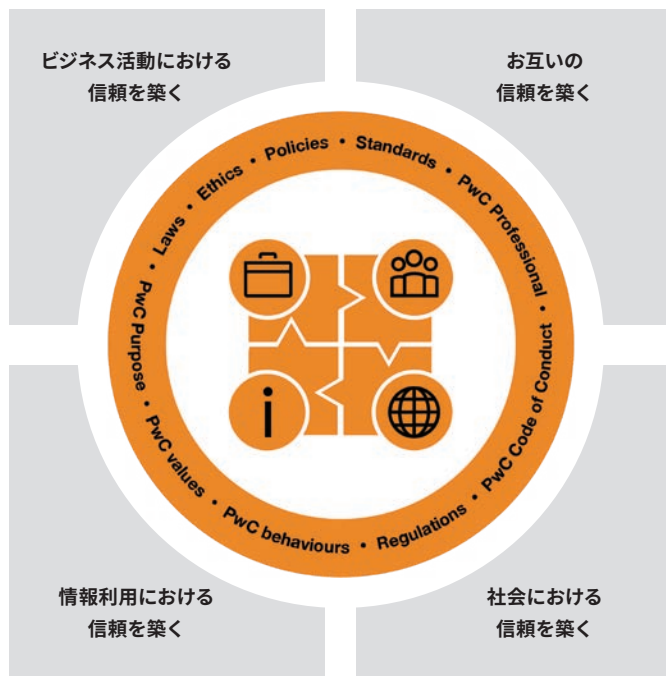 ビジネス活動における
信頼を築く
お互いの
信頼を築く
Laws • Ethics • Policies • Standards • PwC Professional • PwC Code of Conduct • Regulations • PwC behaviours • PwC values • PwC Purpose •
i
情報利用における
信頼を築く
社会における
信頼を築く